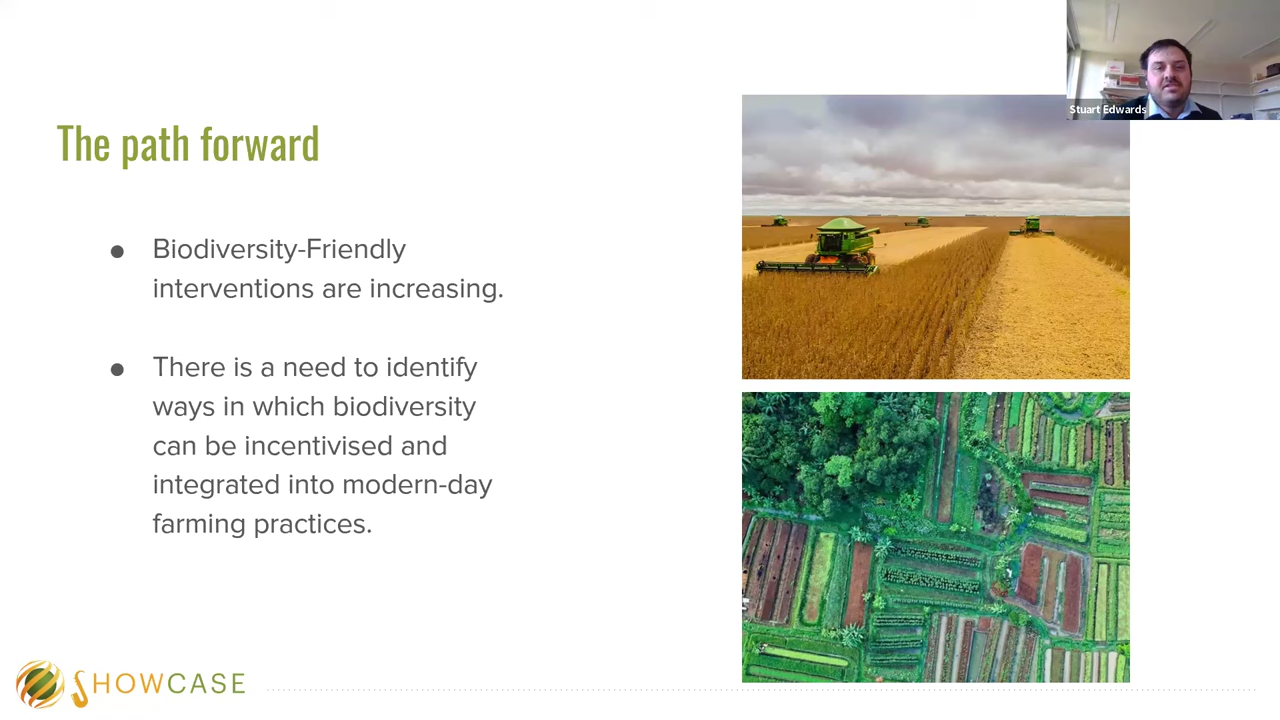 Stuart Edwards
The path forward
● Biodiversity-Friendly
interventions are increasing.
● There is a need to identify
ways in which biodiversity
can be incentivised and
integrated into modern-day
farming practices.
SHOWCASE